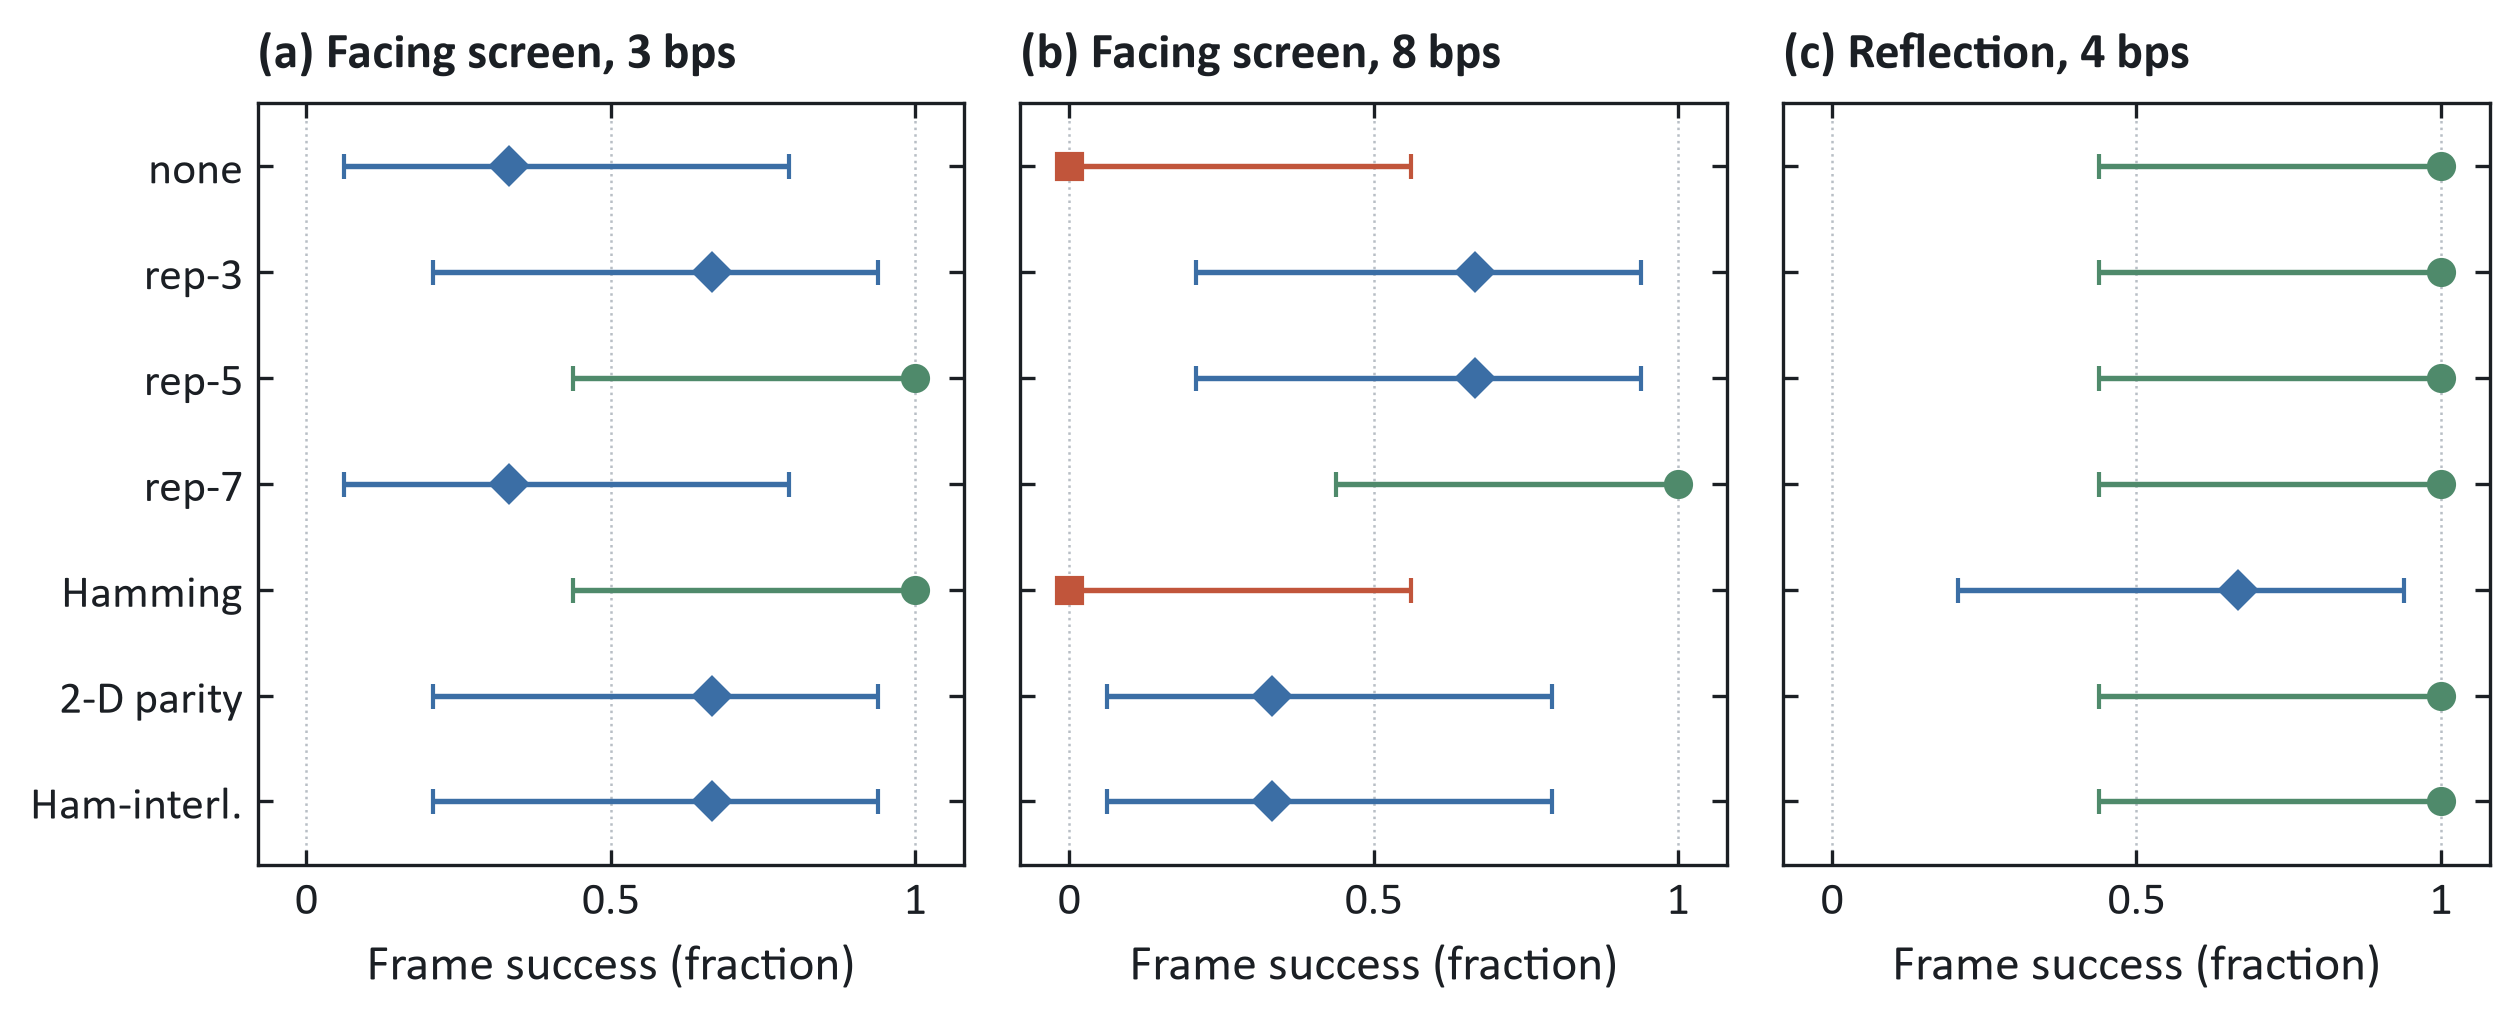 (a) Facing screen, 3 bps
(b) Facing screen, 8 bps
(c) Reflection, 4 bps
none
rep-3
rep-5
rep-7
Hamming
2-D parity
Ham-interl.
0 0.5 1
0 0.5 1
0 0.5 1
Frame success (fraction)
Frame success (fraction)
Frame success (fraction)